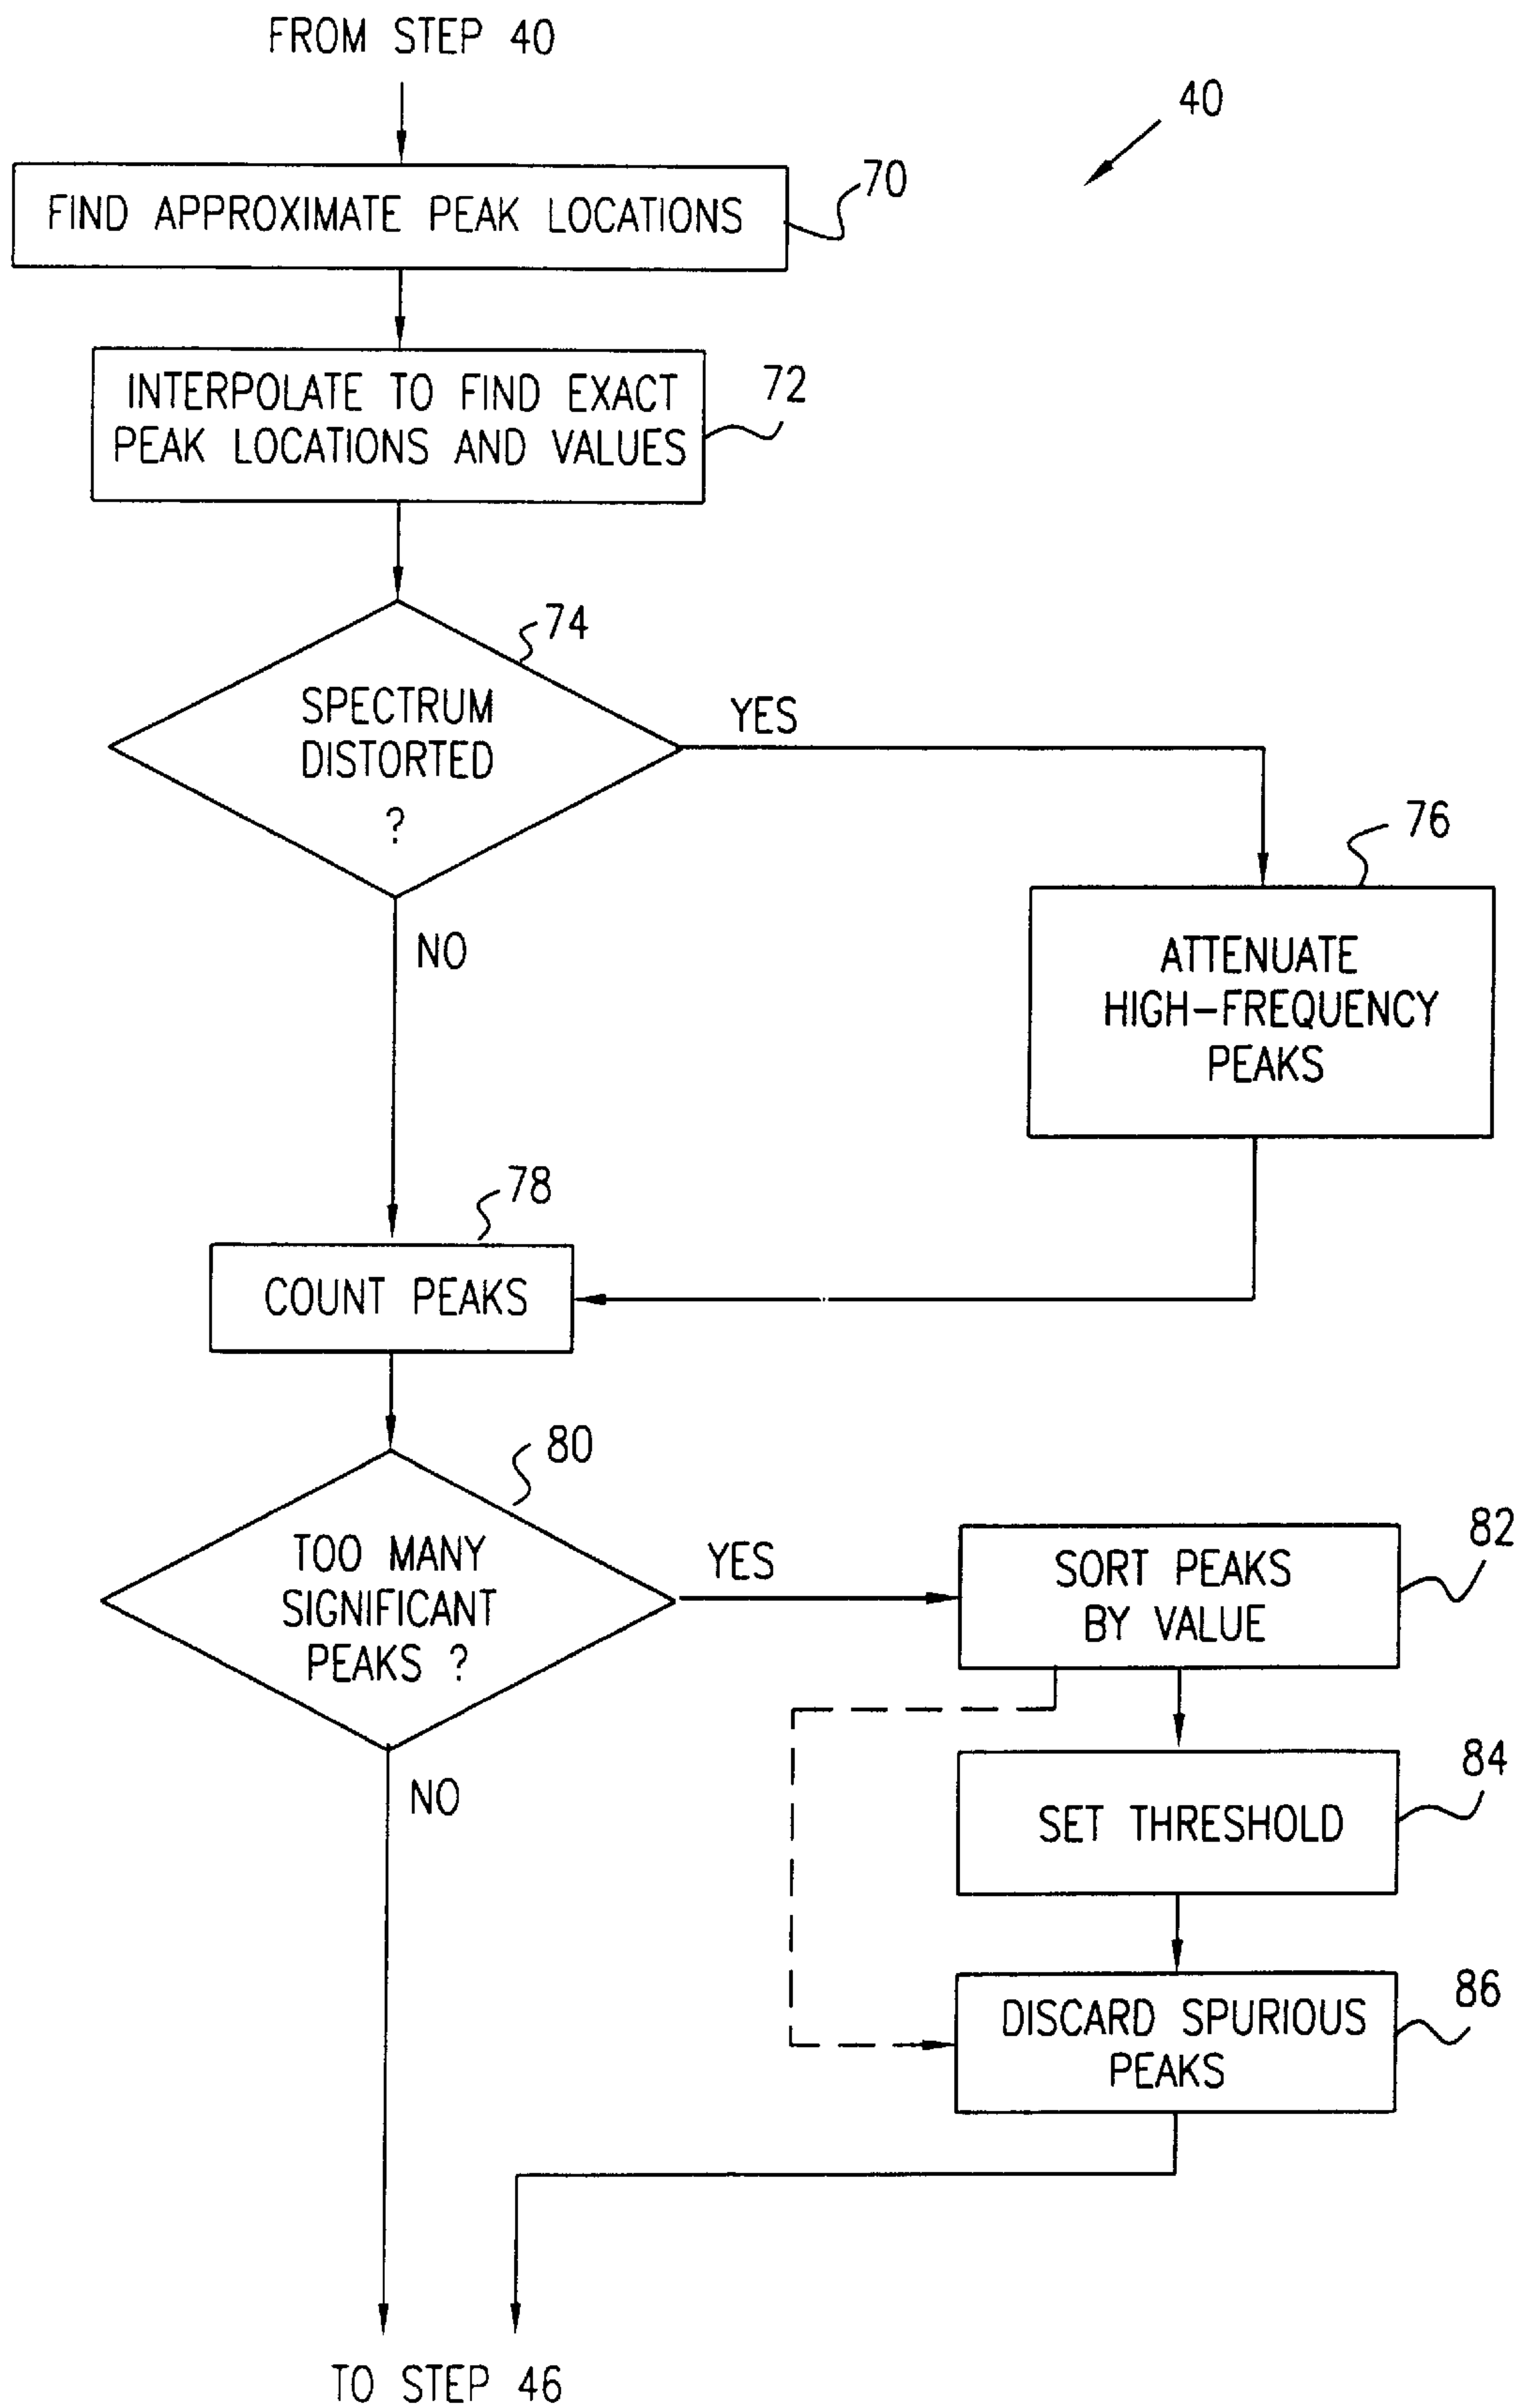 FROM STEP 40
40
FIND APPROXIMATE PEAK LOCATIONS
70
INTERPOLATE TO FIND EXACT
PEAK LOCATIONS AND VALUES
72
74
SPECTRUM
DISTORTED
?
YES
NO
76
ATTENUATE
HIGH-FREQUENCY
PEAKS
78
COUNT PEAKS
80
TOO MANY
SIGNIFICANT
PEAKS ?
YES
NO
82
SORT PEAKS
BY VALUE
84
SET THRESHOLD
86
DISCARD SPURIOUS
PEAKS
TO STEP 46